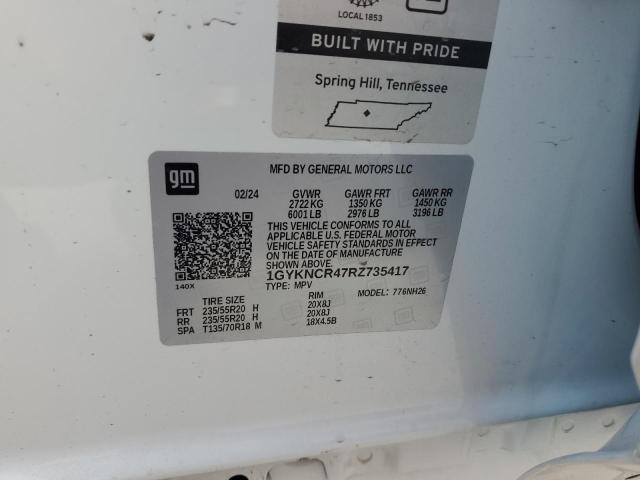 LOCAL 1853
BUILT WITH PRIDE
Spring Hill, Tennessee
gm
MFD BY GENERAL MOTORS LLC
02/24 GVWR GAWR FRT GAWR RR
2722 KG 1350 KG 1450 KG
6001 LB 2976 LB 3196 LB
THIS VEHICLE CONFORMS TO ALL
APPLICABLE U.S. FEDERAL MOTOR
VEHICLE SAFETY STANDARDS IN EFFECT
ON THE DATE OF MANUFACTURE
SHOWN ABOVE.
1GYKNCR47RZ735417
140X
TYPE: MPV MODEL: 776NH26
TIRE SIZE RIM
FRT 235/55R20 H 20X8J
RR 235/55R20 H 20X8J
SPA T135/70R18 M 18X4.5B